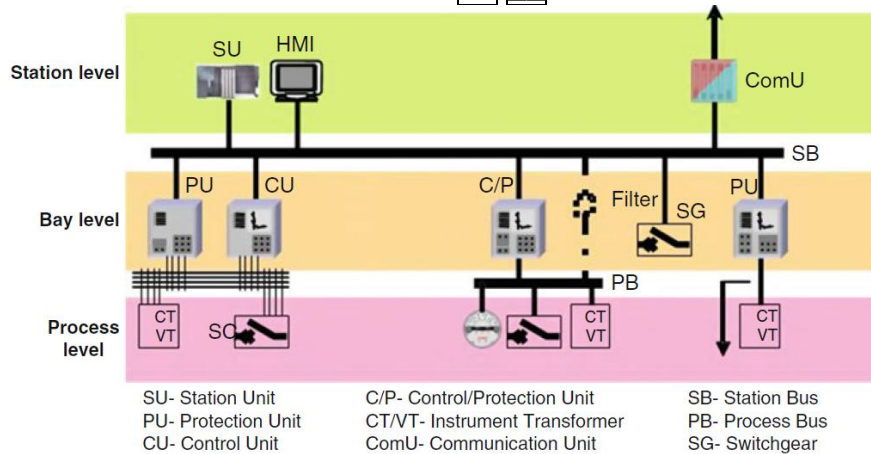 SU HMI
Station level
ComU
SB
PU CU C/P PU
Bay level
Filter SG
PB
Process
level
CT
VT
SC
CT
VT
CT
VT
SU- Station Unit C/P- Control/Protection Unit SB- Station Bus
PU- Protection Unit CT/VT- Instrument Transformer PB- Process Bus
CU- Control Unit ComU- Communication Unit SG- Switchgear